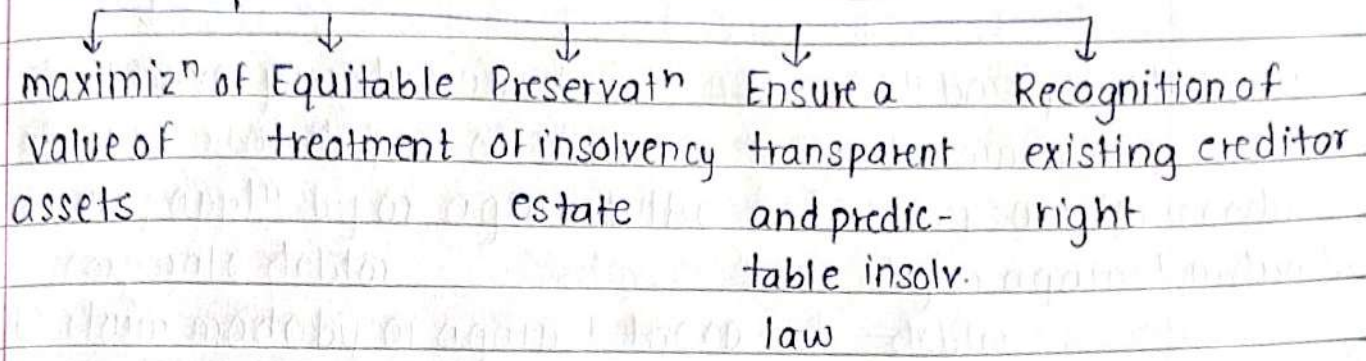 maximizⁿ of Equitable Preservatⁿ Ensure a Recognition of
value of treatment of insolvency transparent existing creditor
assets estate and predic- right
table insolv.
law